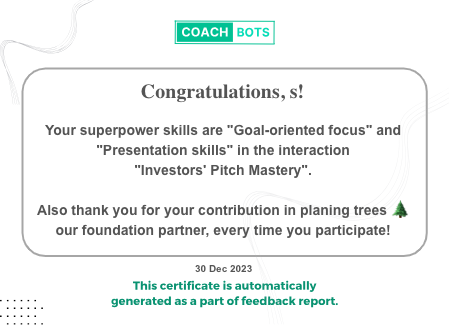 COACH BOTS
Congratulations, s!
Your superpower skills are "Goal-oriented focus" and
"Presentation skills" in the interaction
"Investors' Pitch Mastery".
Also thank you for your contribution in planing trees 🌲
our foundation partner, every time you participate!
30 Dec 2023
This certificate is automatically
generated as a part of feedback report.